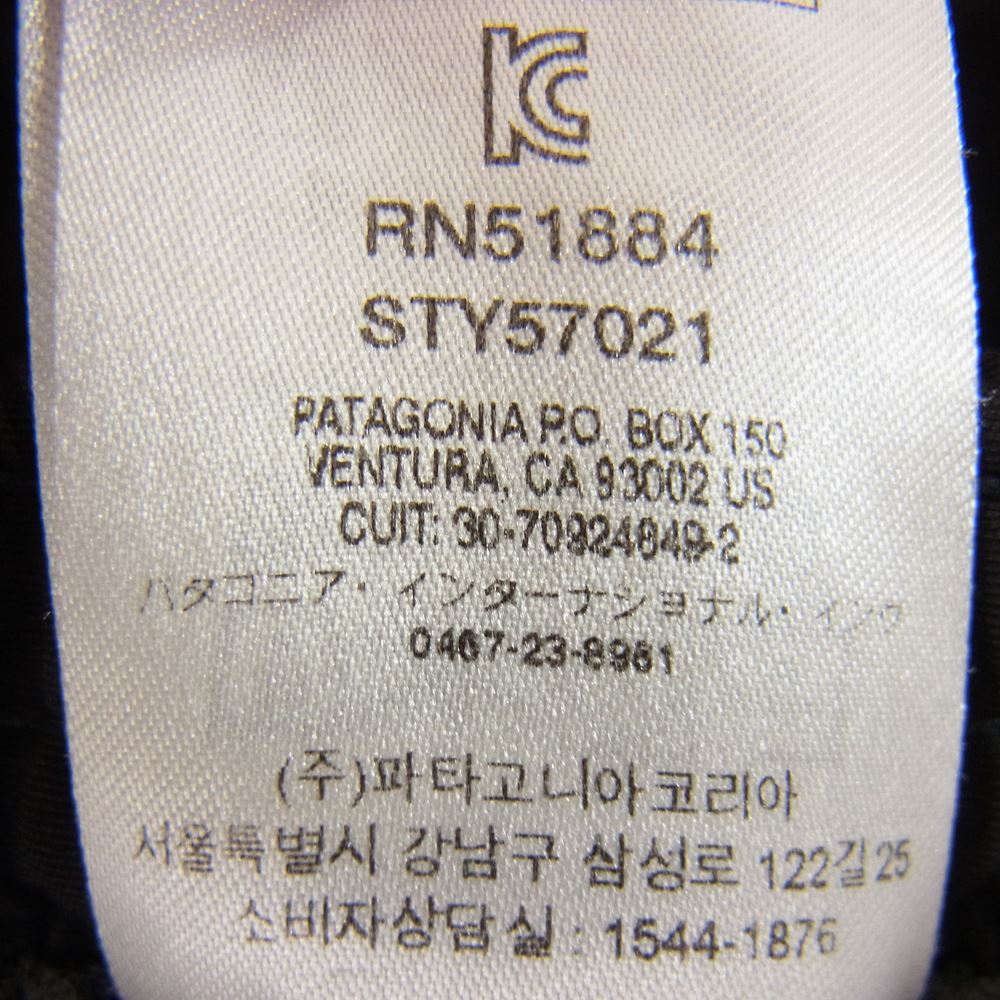 KC
RN51884
STY57021
PATAGONIA P.O. BOX 150
VENTURA, CA 93002 US
CUIT: 30-70924849-2
パタゴニア・インターナショナル・インク
0467-23-8961
(주)파타고니아코리아
서울특별시 강남구 삼성로 122길 25
소비자상담실 : 1544-1876